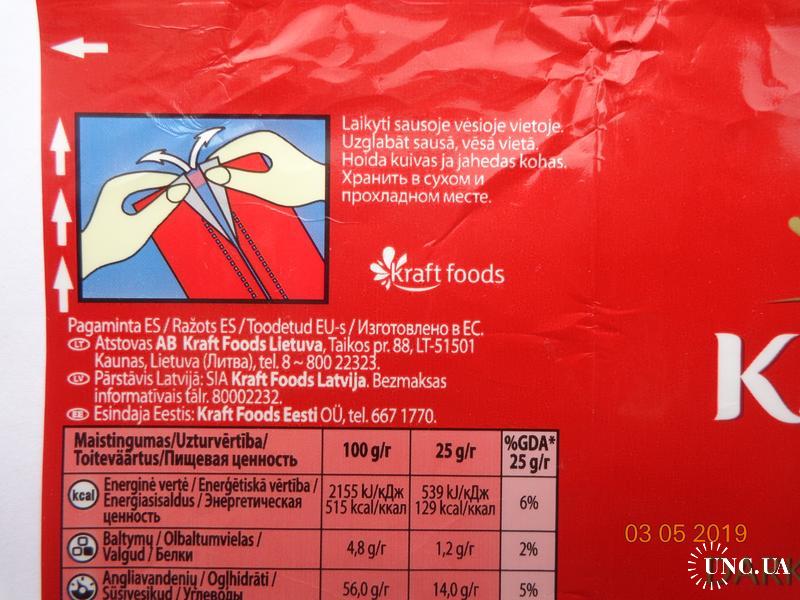 Laikyti sausoje vėsioje vietoje.
Uzglabāt sausā, vēsā vietā.
Hoida kuivas ja jahedas kohas.
Хранить в сухом и
прохладном месте.
kraft foods
Pagaminta ES / Ražots ES / Toodetud EU-s / Изготовлено в ЕС.
LT Atstovas AB Kraft Foods Lietuva, Taikos pr. 88, LT-51501
Kaunas, Lietuva (Литва), tel. 8 ~ 800 22323.
LV Pārstāvis Latvijā: SIA Kraft Foods Latvija. Bezmaksas
informatīvais tālr. 80002232.
EE Esindaja Eestis: Kraft Foods Eesti OÜ, tel. 667 1770.
Maistingumas/Uzturvērtība/
Toiteväärtus/Пищевая ценность
100 g/г
25 g/г
%GDA*
25 g/г
kcal
Energinė vertė / Enerģētiskā vērtība /
Energiasisaldus / Энергетическая
ценность
2155 kJ/кДж
515 kcal/ккал
539 kJ/кДж
129 kcal/ккал
6%
Baltymų / Olbaltumvielas /
Valgud / Белки
4,8 g/г
1,2 g/г
2%
Angliavandenių / Ogļhidrāti /
Süsivesikud / Углеводы
56,0 g/г
14,0 g/г
5%
K
03 05 2019
UNC.UA